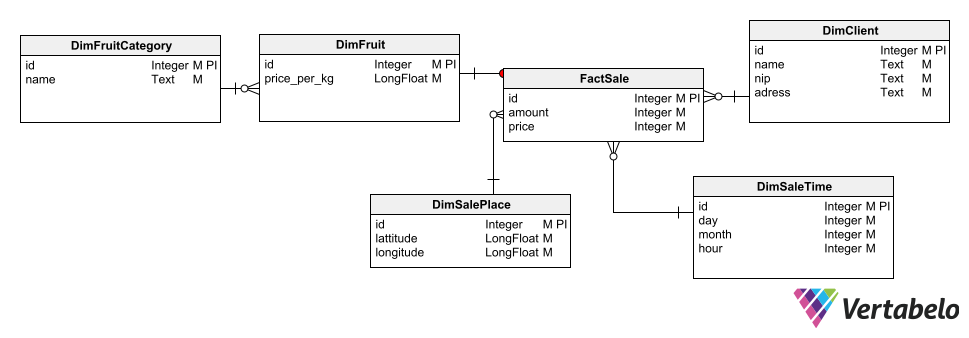 DimFruitCategory
id Integer M PI
name Text M
DimFruit
id Integer M PI
price_per_kg LongFloat M
FactSale
id Integer M PI
amount Integer M
price Integer M
DimClient
id Integer M PI
name Text M
nip Text M
adress Text M
DimSalePlace
id Integer M PI
lattitude LongFloat M
longitude LongFloat M
DimSaleTime
id Integer M PI
day Integer M
month Integer M
hour Integer M
Vertabelo